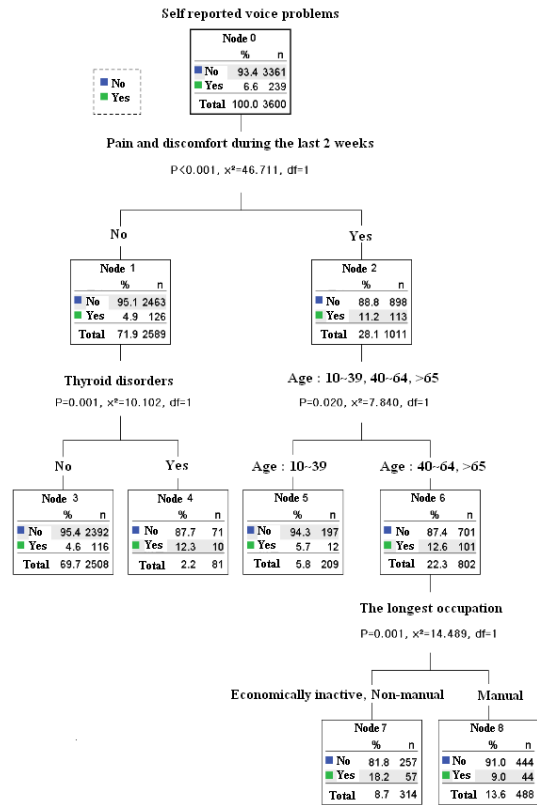 Self reported voice problems
Node 0
% n
No 93.4 3361
Yes 6.6 239
Total 100.0 3600
No
Yes
Pain and discomfort during the last 2 weeks
P<0.001, x²=46.711, df=1
No Yes
Node 1
% n
No 95.1 2463
Yes 4.9 126
Total 71.9 2589
Node 2
% n
No 88.8 898
Yes 11.2 113
Total 28.1 1011
Thyroid disorders
P=0.001, x²=10.102, df=1
Age : 10~39, 40~64, >65
P=0.020, x²=7.840, df=1
No Yes
Age : 10~39 Age : 40~64, >65
Node 3
% n
No 95.4 2392
Yes 4.6 116
Total 69.7 2508
Node 4
% n
No 87.7 71
Yes 12.3 10
Total 2.2 81
Node 5
% n
No 94.3 197
Yes 5.7 12
Total 5.8 209
Node 6
% n
No 87.4 701
Yes 12.6 101
Total 22.3 802
The longest occupation
P=0.001, x²=14.489, df=1
Economically inactive, Non-manual Manual
Node 7
% n
No 81.8 257
Yes 18.2 57
Total 8.7 314
Node 8
% n
No 91.0 444
Yes 9.0 44
Total 13.6 488